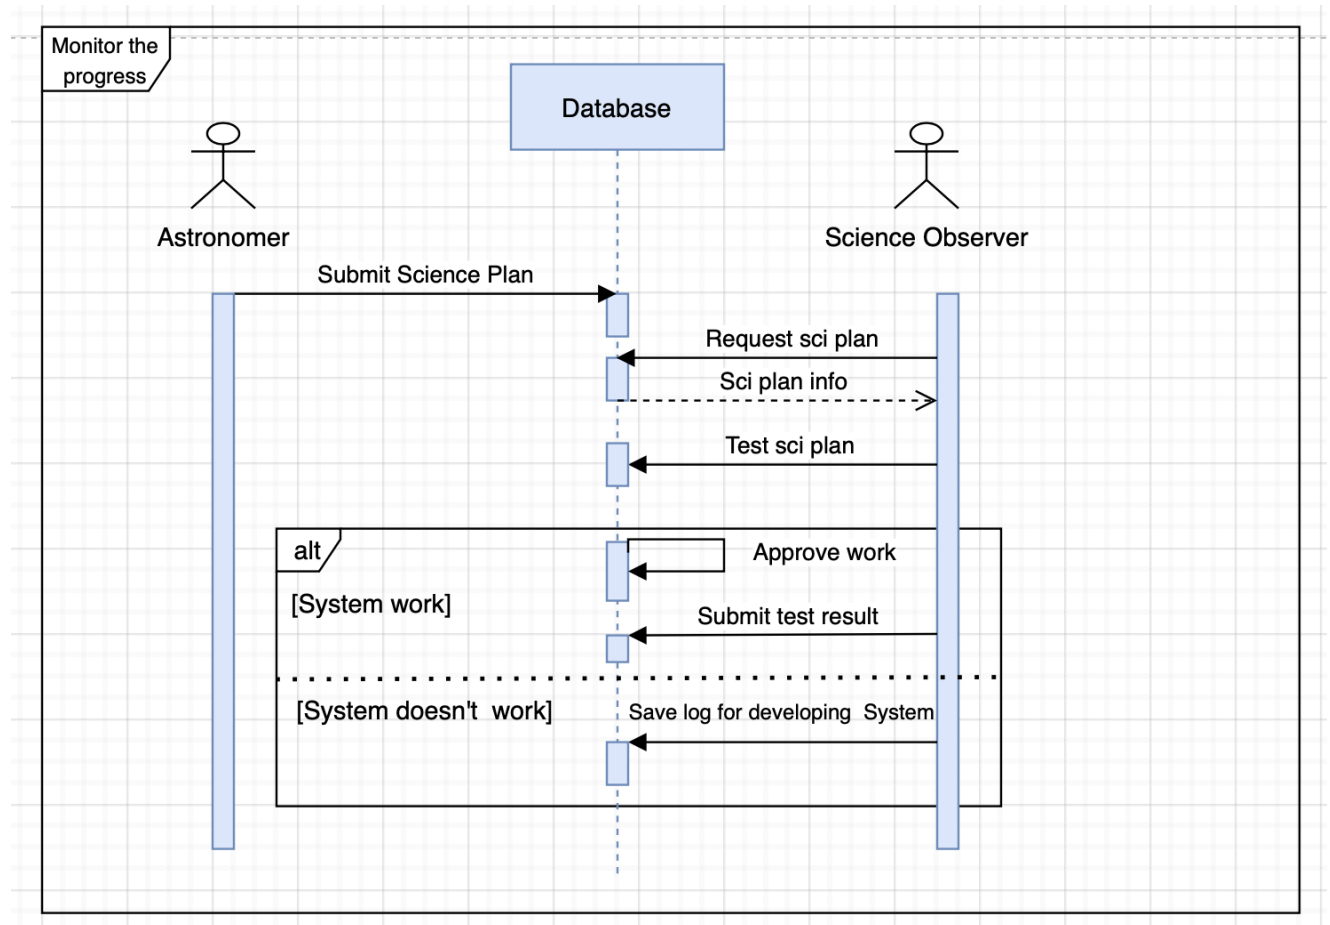 Monitor the
progress
Database
Astronomer
Science Observer
Submit Science Plan
Request sci plan
Sci plan info
Test sci plan
alt
Approve work
[System work]
Submit test result
[System doesn't  work]
Save log for developing  System